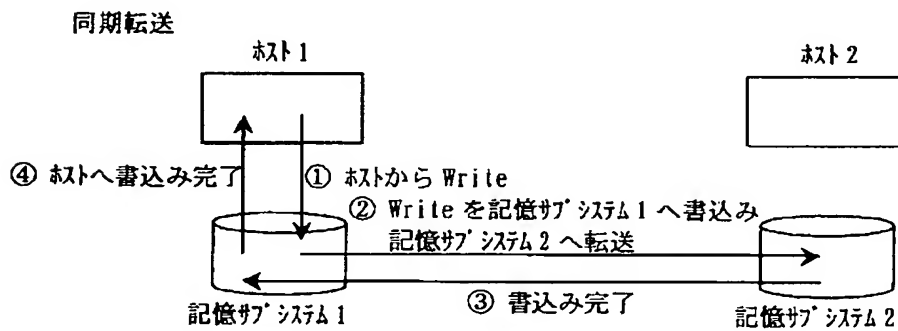 同期転送
ホスト1
ホスト2
④ ホストへ書込み完了
① ホストから Write
② Write を記憶サブシステム1へ書込み
記憶サブシステム2へ転送
③ 書込み完了
記憶サブシステム1
記憶サブシステム2